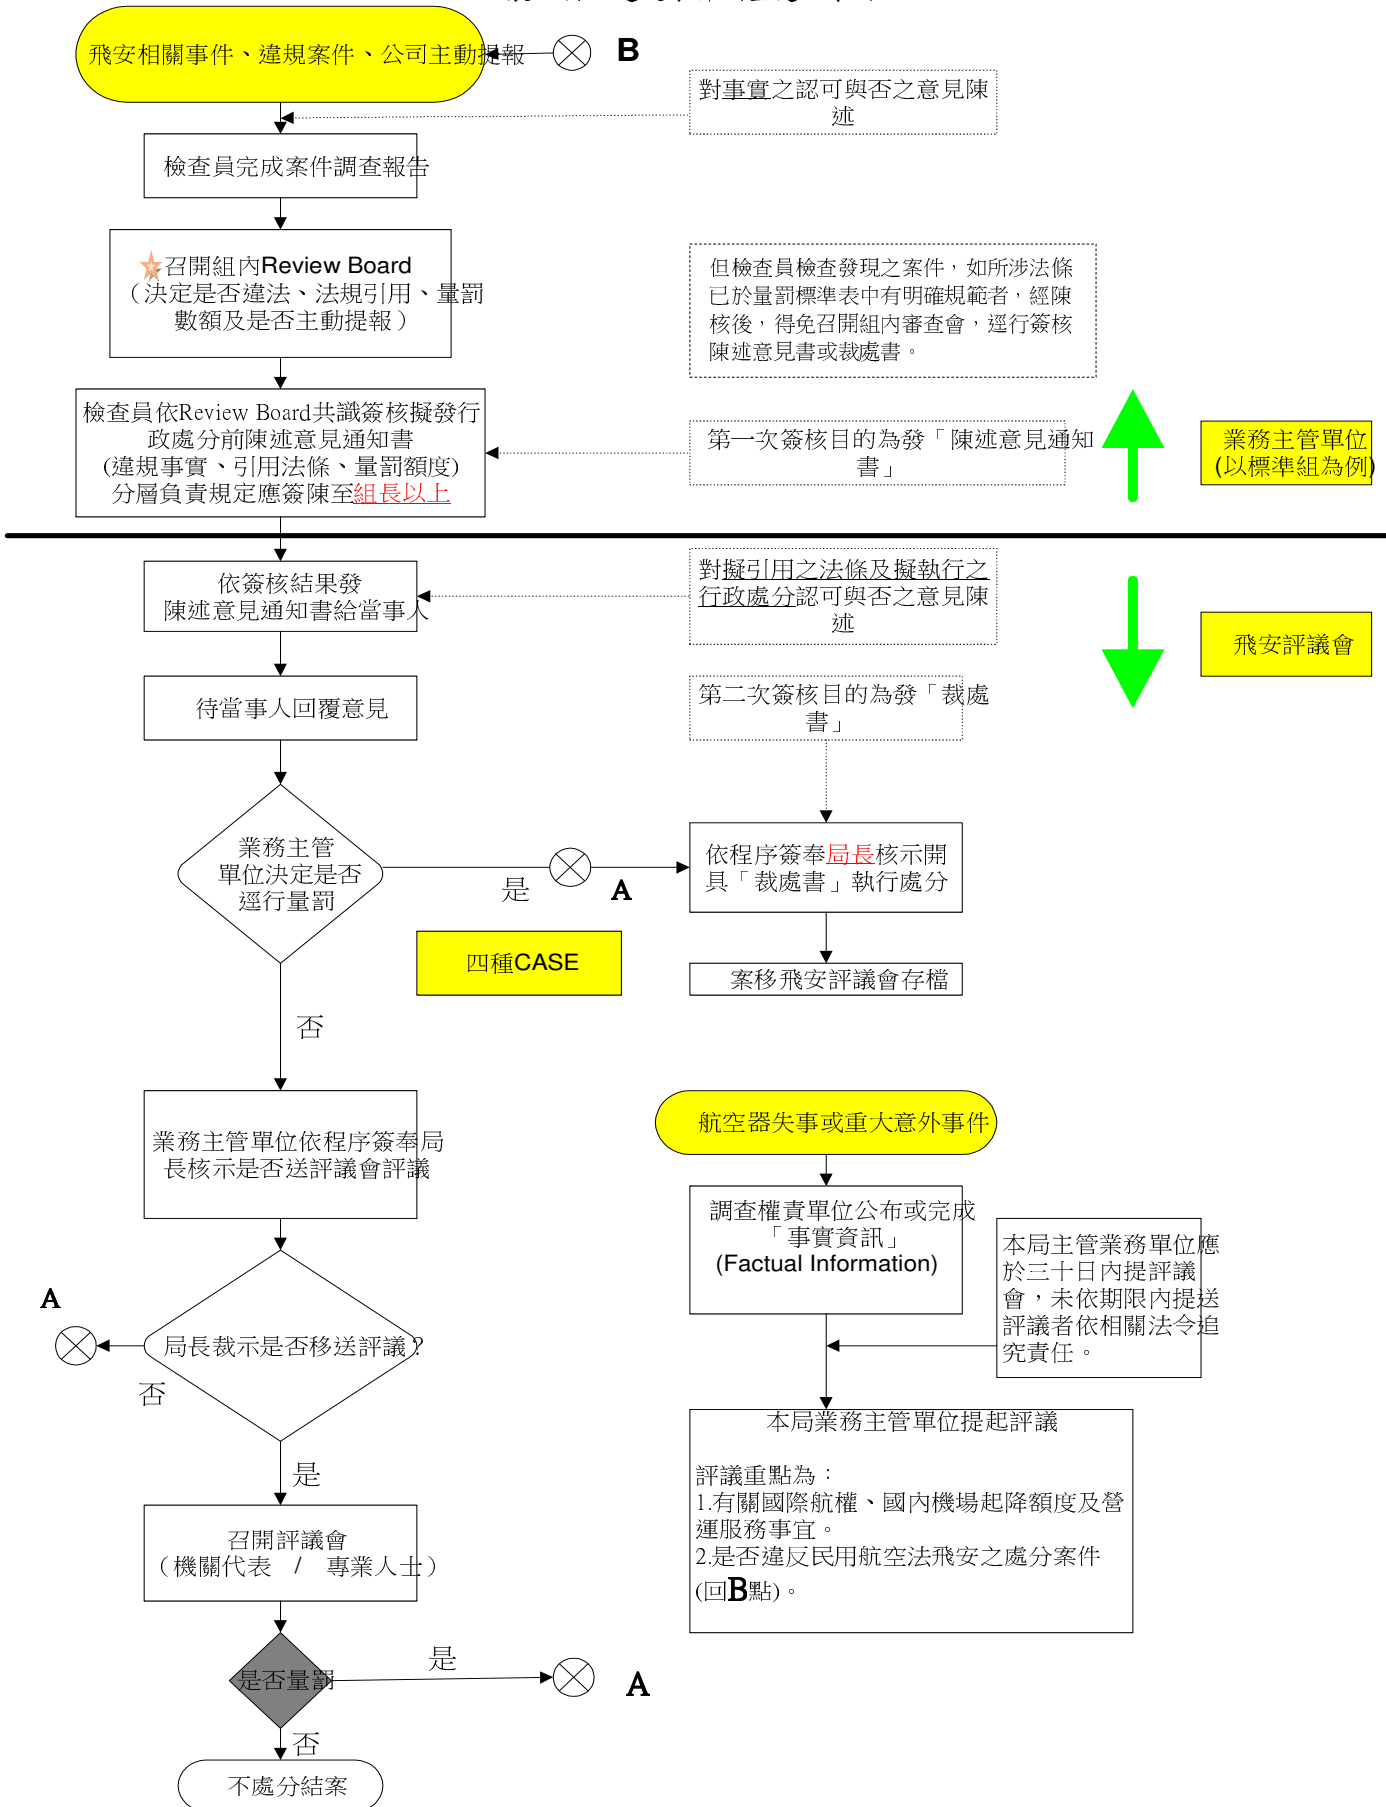 飛安相關事件、違規案件、公司主動提報
B
對事實之認可與否之意見陳
述
檢查員完成案件調查報告
召開組內Review Board
（決定是否違法、法規引用、量罰
數額及是否主動提報）
但檢查員檢查發現之案件，如所涉法條
已於量罰標準表中有明確規範者，經陳
核後，得免召開組內審查會，逕行簽核
陳述意見書或裁處書。
檢查員依Review Board共識簽核擬發行
政處分前陳述意見通知書
(違規事實、引用法條、量罰額度)
分層負責規定應簽陳至組長以上
第一次簽核目的為發「陳述意見通知
書」
業務主管單位
(以標準組為例)
依簽核結果發
陳述意見通知書給當事人
對擬引用之法條及擬執行之
行政處分認可與否之意見陳
述
飛安評議會
待當事人回覆意見
第二次簽核目的為發「裁處
書」
業務主管
單位決定是否
逕行量罰
是
A
依程序簽奉局長核示開
具「裁處書」執行處分
四種CASE
案移飛安評議會存檔
否
業務主管單位依程序簽奉局
長核示是否送評議會評議
航空器失事或重大意外事件
調查權責單位公布或完成
「事實資訊」
(Factual Information)
本局主管業務單位應
於三十日內提評議
會，未依期限內提送
評議者依相關法令追
究責任。
A
局長裁示是否移送評議？
否
是
本局業務主管單位提起評議
評議重點為：
1.有關國際航權、國內機場起降額度及營
運服務事宜。
2.是否違反民用航空法飛安之處分案件
(回B點)。
召開評議會
（機關代表 / 專業人士）
是否量罰
是
A
否
不處分結案